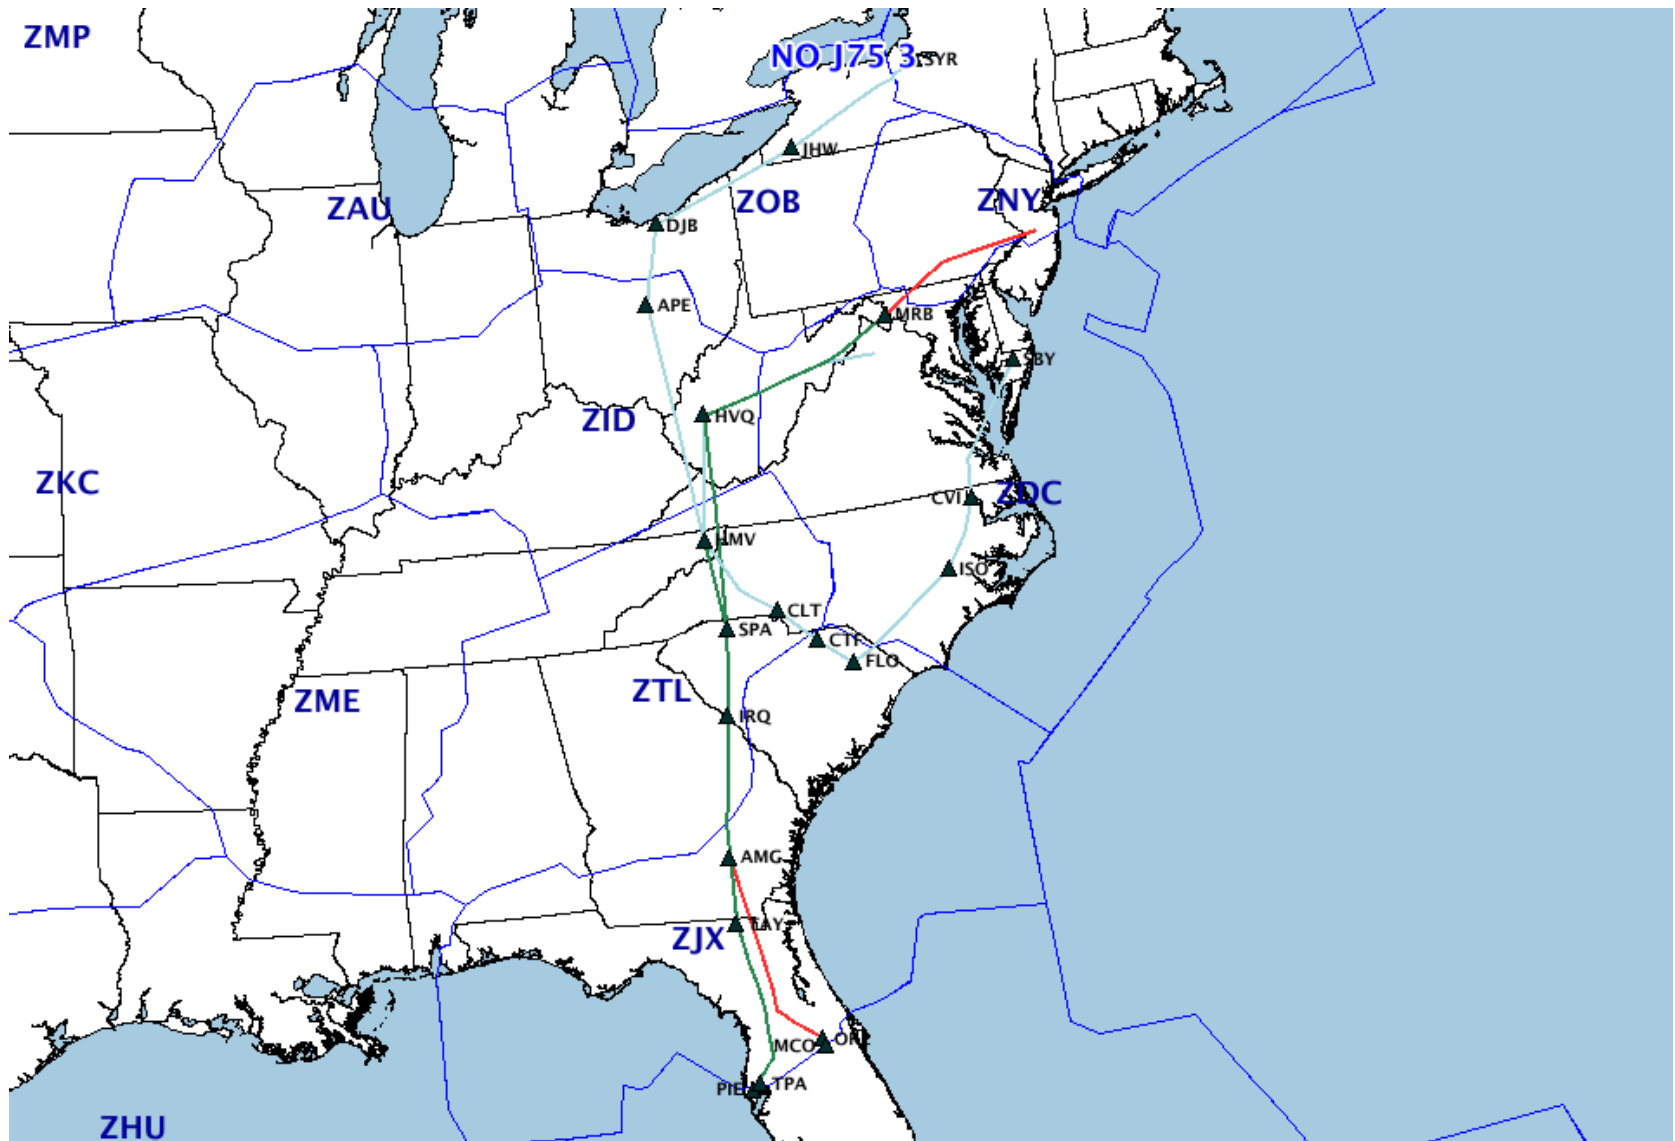 ZMP
NO J75 3
SYR
JHW
ZAU
ZOB
ZNY
DJB
APE
MRB
SBY
ZID
HVQ
ZKC
CVI
ZDC
HMV
ISO
CLT
SPA
CTF
FLO
ZTL
ZME
IRQ
AMG
TAY
ZJX
MCO
ORL
PIE
TPA
ZHU